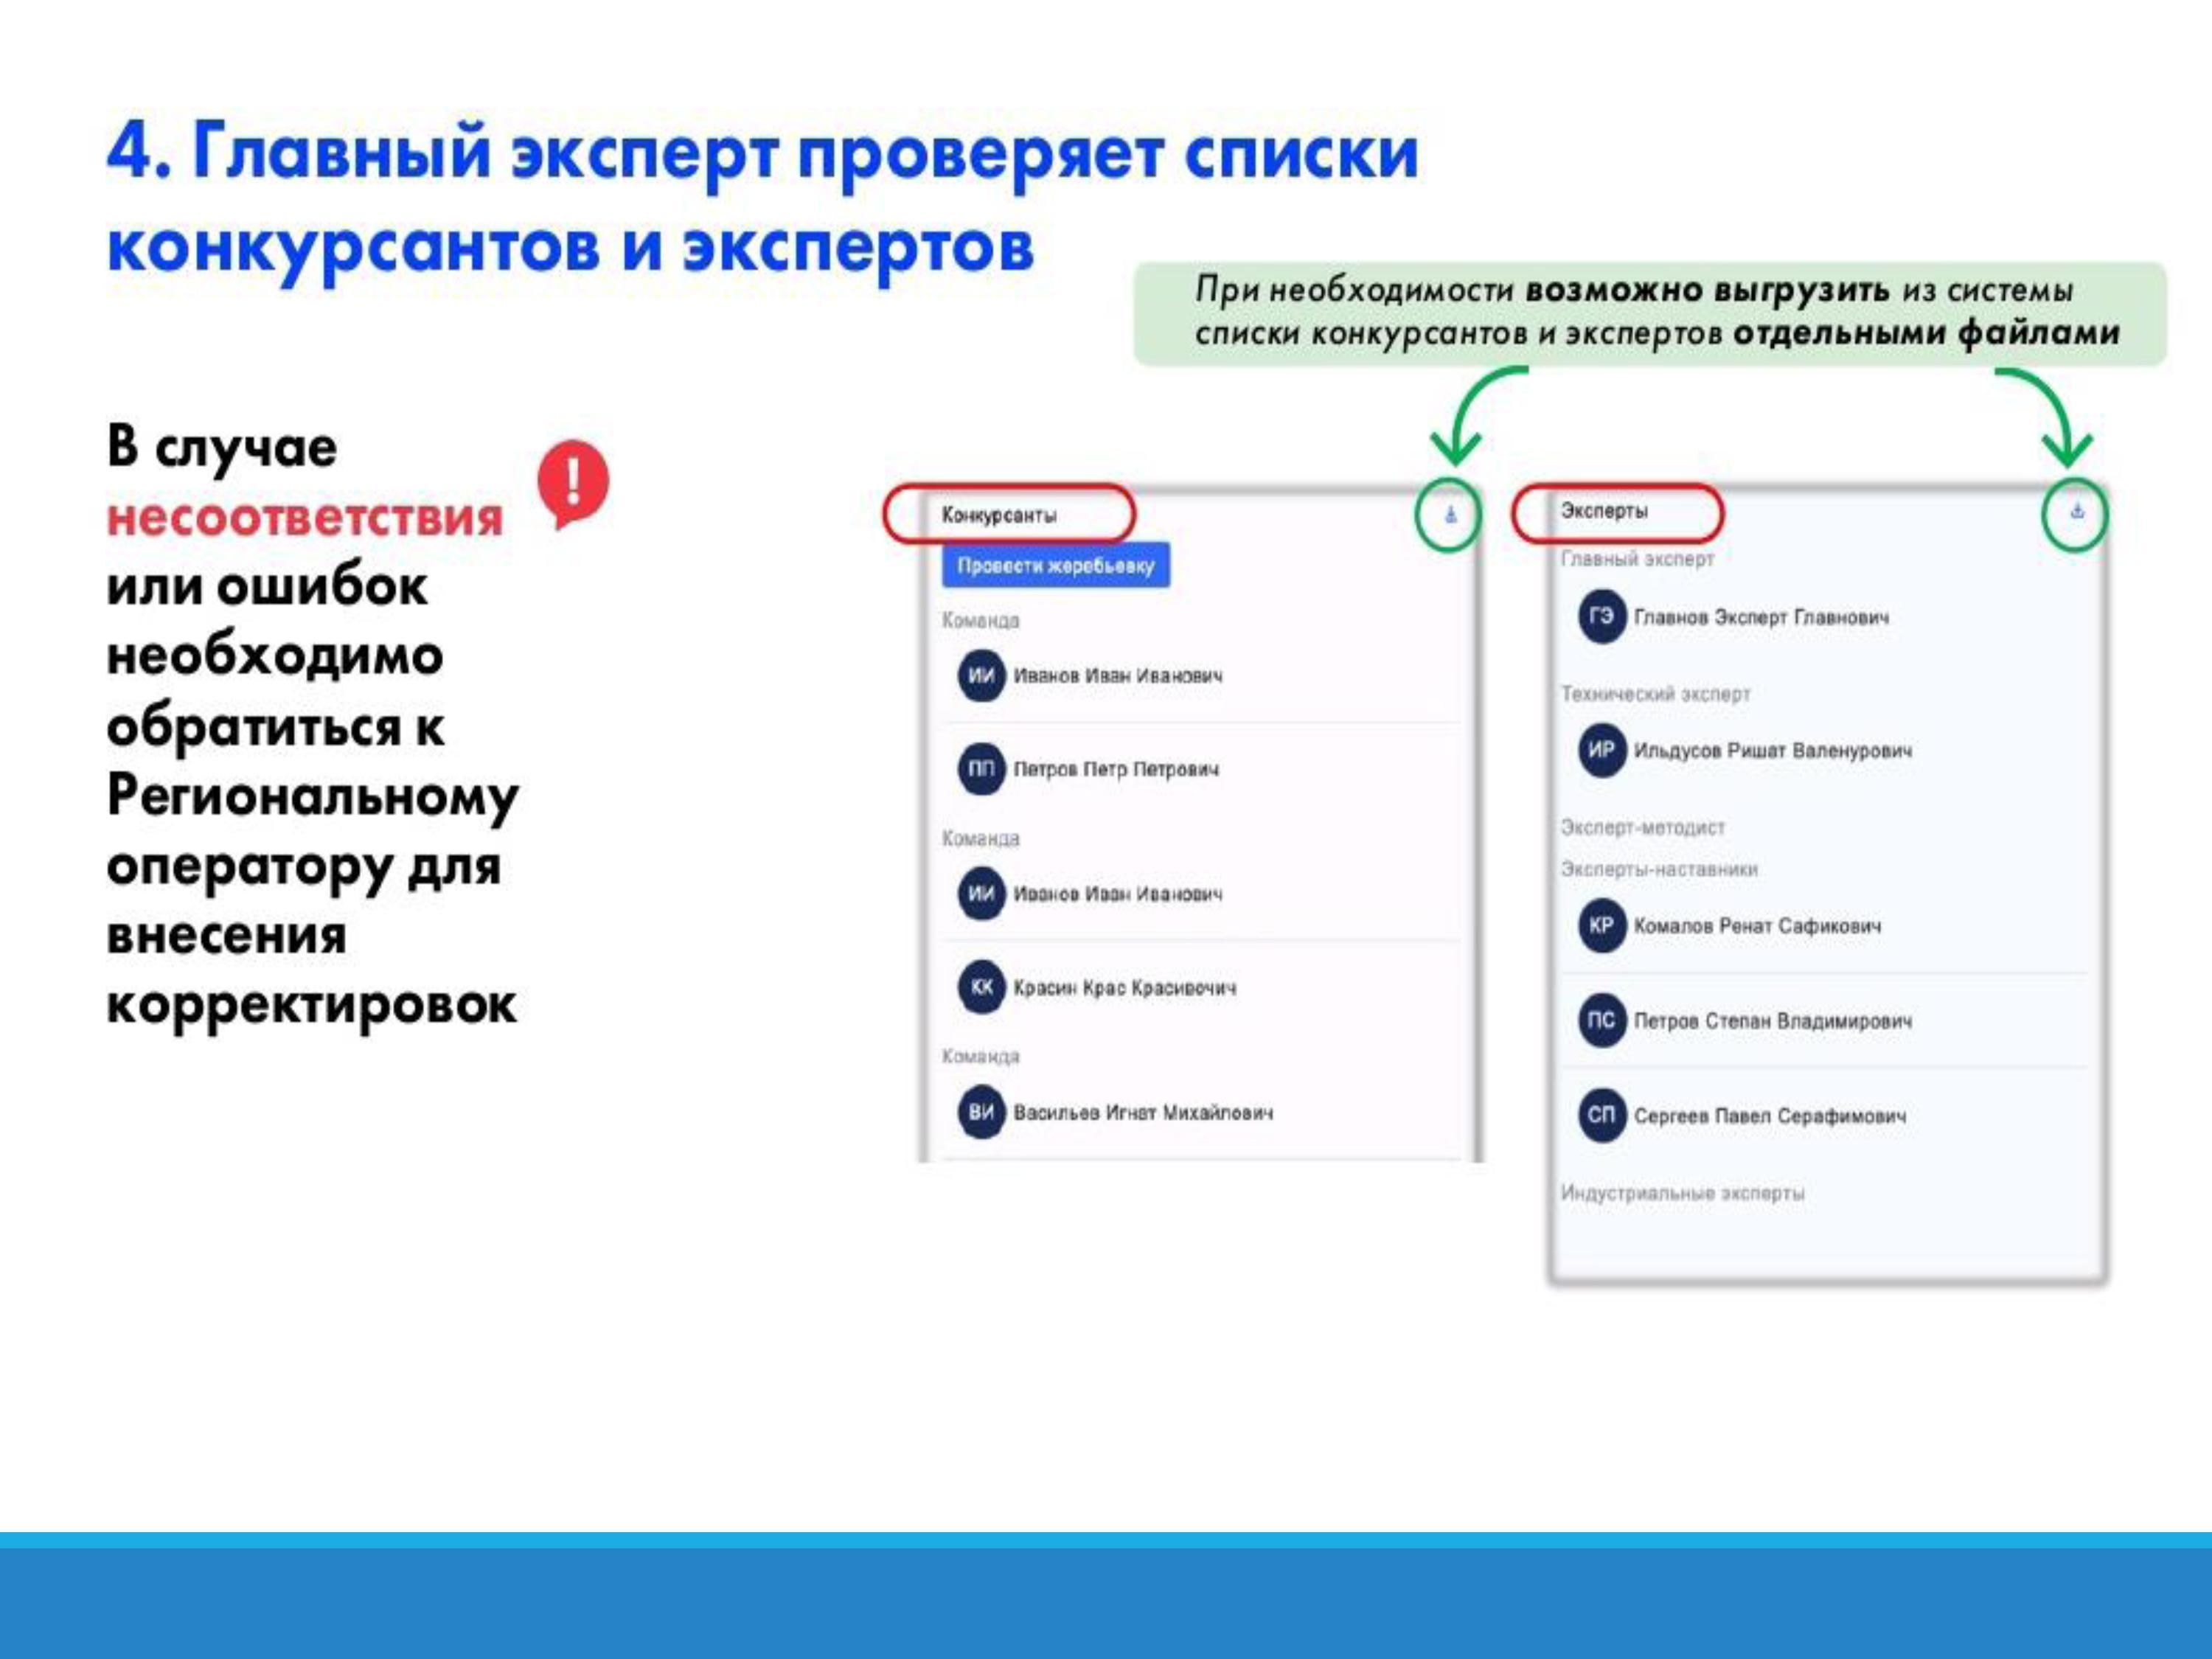 4. Главный эксперт проверяет списки
конкурсантов и экспертов
При необходимости возможно выгрузить из системы
списки конкурсантов и экспертов отдельными файлами
В случае
несоответствия
или ошибок
необходимо
обратиться к
Региональному
оператору для
внесения
корректировок
!
Конкурсанты
Провести жеребьевку
Команда
ИИ Иванов Иван Иванович
ПП Петров Петр Петрович
Команда
ИИ Иванов Иван Иванович
КК Красин Крас Красивочич
Команда
ВИ Васильев Игнат Михайлович
Эксперты
Главный эксперт
ГЭ Главнов Эксперт Главнович
Технический эксперт
ИР Ильдусов Ришат Валенурович
Эксперт-методист
Эксперты-наставники
КР Комалов Ренат Сафикович
ПС Петров Степан Владимирович
СП Сергеев Павел Серафимович
Индустриальные эксперты